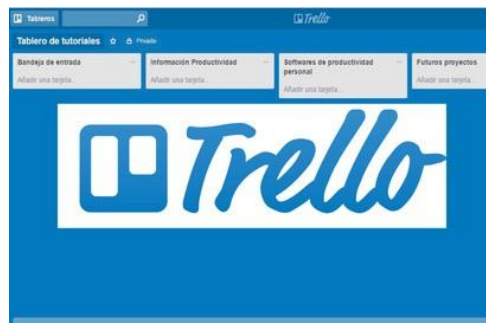 Tableros
Trello
Tablero de tutoriales
Privado
Bandeja de entrada
Añadir una tarjeta...
Información Productividad
Añadir una tarjeta...
Softwares de productividad
personal
Añadir una tarjeta...
Futuros proyectos
Añadir una tarjeta...
Trello